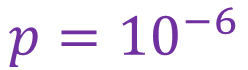 p = 10⁻⁶